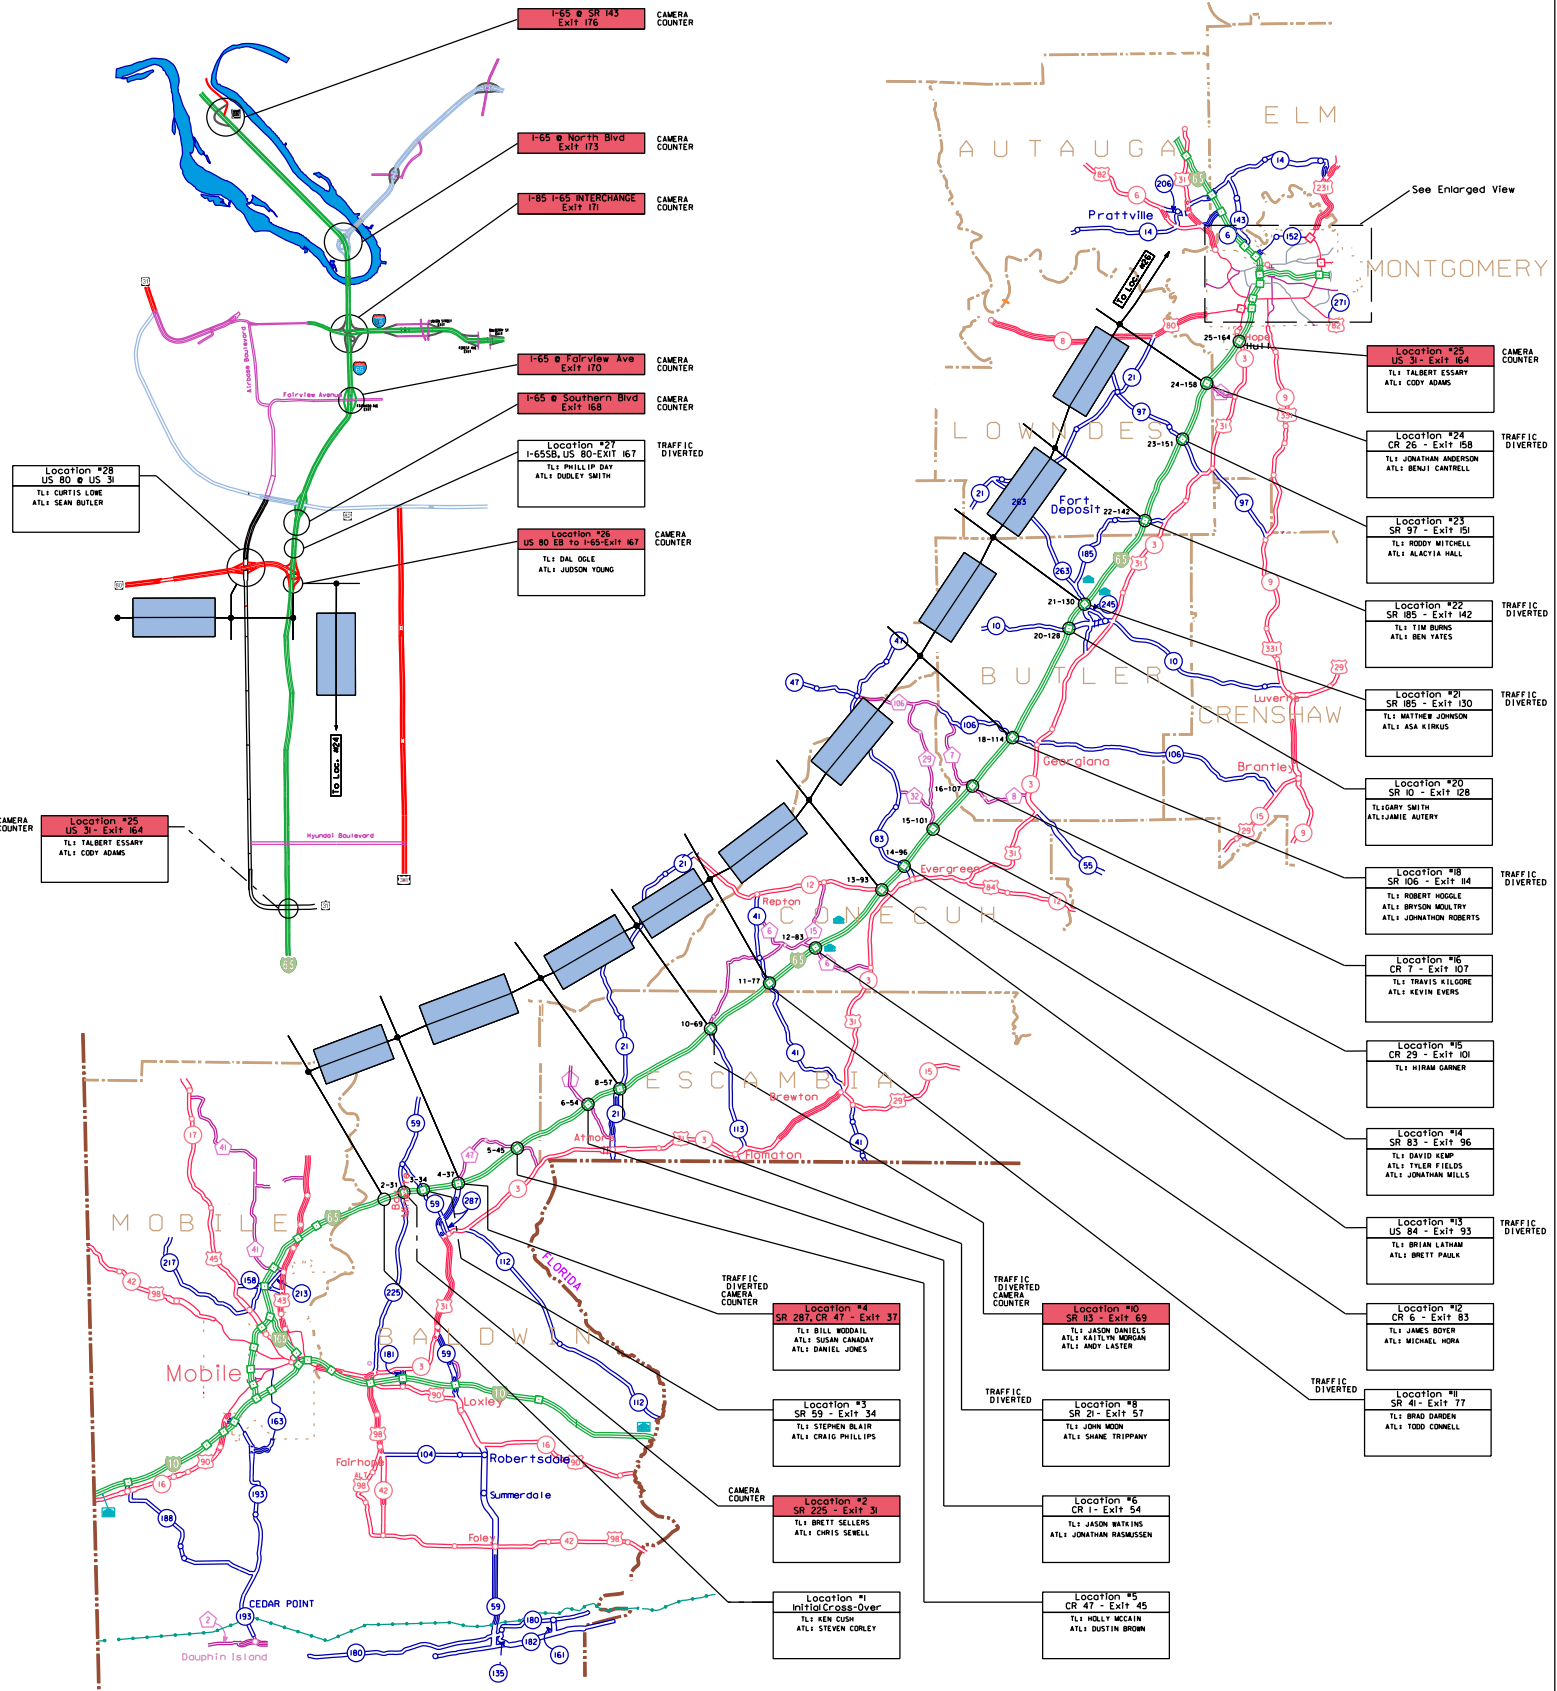 I-65 @ SR 143
Exit 176
CAMERA
COUNTER
I-65 @ North Blvd
Exit 173
CAMERA
COUNTER
I-85 I-65 INTERCHANGE
Exit 171
CAMERA
COUNTER
I-65 @ Fairview Ave
Exit 170
CAMERA
COUNTER
I-65 @ Southern Blvd
Exit 168
CAMERA
COUNTER
Location #27
I-65SB, US 80-EXIT 167
TL: PHILLIP DAY
ATL: DUDLEY SMITH
TRAFFIC
DIVERTED
Location #28
US 80 @ US 31
TL: CURTIS LOWE
ATL: SEAN BUTLER
Location #26
US 80 EB to I-65-Exit 167
TL: DAL OGLE
ATL: JUDSON YOUNG
CAMERA
COUNTER
Airbase Boulevard
Fairview Avenue
To Loc. #24
Hyundai Boulevard
CAMERA
COUNTER
Location #25
US 31- Exit 164
TL: TALBERT ESSARY
ATL: CODY ADAMS
65
ELM
AUTAUGA
See Enlarged View
Prattville
MONTGOMERY
To Loc. #26
Hope
Hull
25-164
24-158
LOWNDES
23-151
Fort
Deposit
22-142
21-130
20-128
BUTLER
Luverne
CRENSHAW
18-114
Georgiana
Brantley
16-107
15-101
14-96
Evergreen
13-93
Repton
CONECUH
12-83
11-77
10-69
ESCAMBIA
Brewton
8-57
6-54
Atmore
Flomaton
5-45
4-37
3-34
2-31
MOBILE
FLORIDA
BALDWIN
Mobile
Loxley
Fairhope
Robertsdale
Summerdale
Foley
CEDAR POINT
Dauphin Island
Location #25
US 31- Exit 164
TL: TALBERT ESSARY
ATL: CODY ADAMS
CAMERA
COUNTER
Location #24
CR 26 - Exit 158
TL: JONATHAN ANDERSON
ATL: BENJI CANTRELL
TRAFFIC
DIVERTED
Location #23
SR 97 - Exit 151
TL: RODDY MITCHELL
ATL: ALACYIA HALL
Location #22
SR 185 - Exit 142
TL: TIM BURNS
ATL: BEN YATES
TRAFFIC
DIVERTED
Location #21
SR 185 - Exit 130
TL: MATTHEW JOHNSON
ATL: ASA KIRKUS
TRAFFIC
DIVERTED
Location #20
SR 10 - Exit 128
TL:GARY SMITH
ATL:JAMIE AUTERY
Location #18
SR 106 - Exit 114
TL: ROBERT HOGGLE
ATL: BRYSON MOULTRY
ATL: JOHNATHON ROBERTS
TRAFFIC
DIVERTED
Location #16
CR 7 - Exit 107
TL: TRAVIS KILGORE
ATL: KEVIN EVERS
Location #15
CR 29 - Exit 101
TL: HIRAM GARNER
Location #14
SR 83 - Exit 96
TL: DAVID KEMP
ATL: TYLER FIELDS
ATL: JONATHAN MILLS
Location #13
US 84 - Exit 93
TL: BRIAN LATHAM
ATL: BRETT PAULK
TRAFFIC
DIVERTED
Location #12
CR 6 - Exit 83
TL: JAMES BOYER
ATL: MICHAEL HORA
TRAFFIC
DIVERTED
Location #11
SR 41- Exit 77
TL: BRAD DARDEN
ATL: TODD CONNELL
TRAFFIC
DIVERTED
CAMERA
COUNTER
Location #4
SR 287, CR 47 - Exit 37
TL: BILL WODDAIL
ATL: SUSAN CANADAY
ATL: DANIEL JONES
TRAFFIC
DIVERTED
CAMERA
COUNTER
Location #10
SR 113 - Exit 69
TL: JASON DANIELS
ATL: KAITLYN MORGAN
ATL: ANDY LASTER
Location #3
SR 59 - Exit 34
TL: STEPHEN BLAIR
ATL: CRAIG PHILLIPS
TRAFFIC
DIVERTED
Location #8
SR 21- Exit 57
TL: JOHN MOON
ATL: SHANE TRIPPANY
CAMERA
COUNTER
Location #2
SR 225 - Exit 31
TL: BRETT SELLERS
ATL: CHRIS SEWELL
Location #6
CR 1 - Exit 54
TL: JASON WATKINS
ATL: JONATHAN RASMUSSEN
Location #1
Initial Cross-Over
TL: KEN CUSH
ATL: STEVEN CORLEY
Location #5
CR 47 - Exit 45
TL: HOLLY MCCAIN
ATL: DUSTIN BROWN